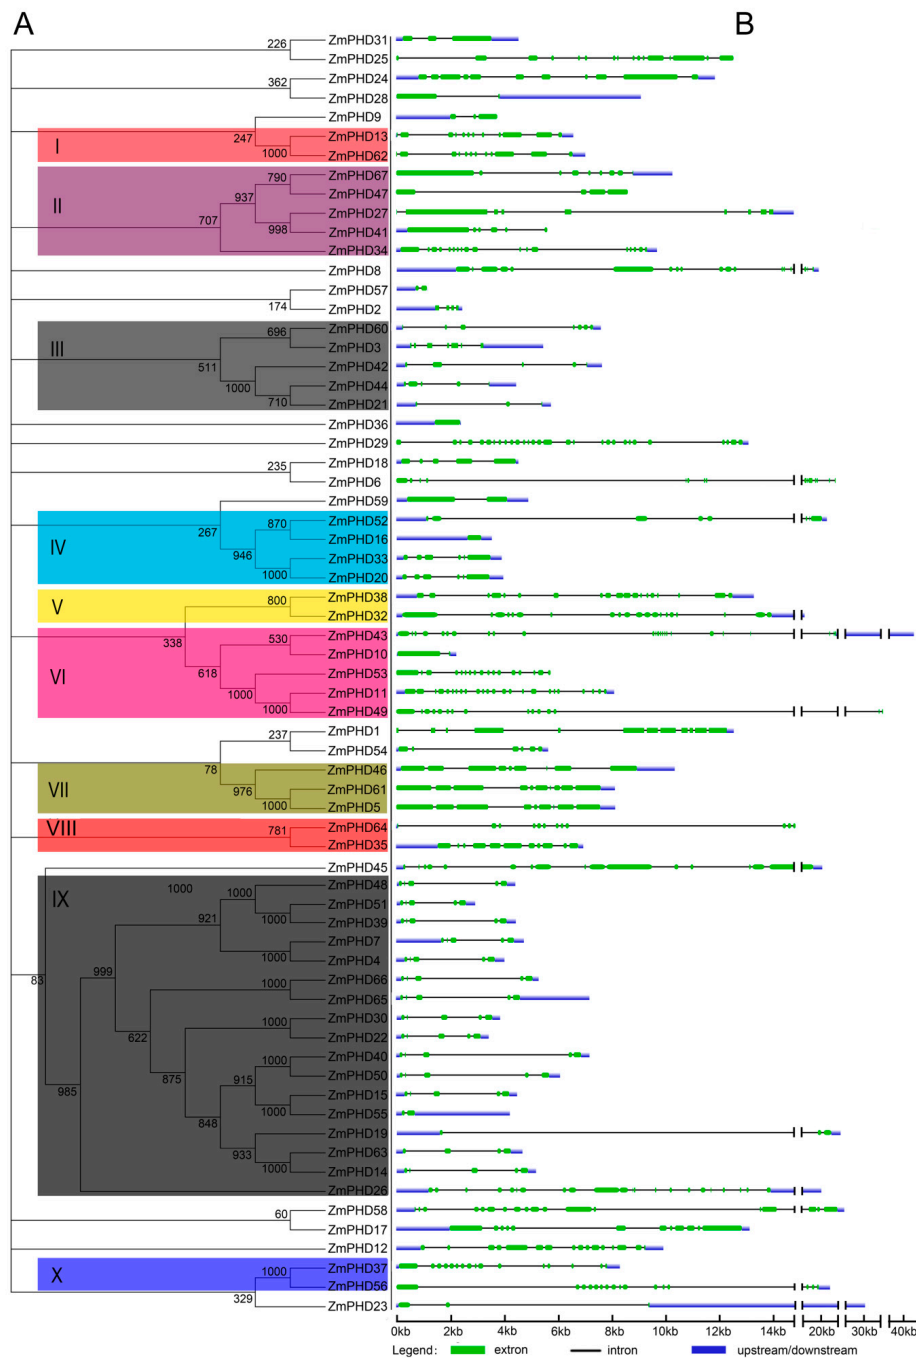 A B
226 ZmPHD31
ZmPHD25
362 ZmPHD24
ZmPHD28
ZmPHD9
I 247 ZmPHD13
1000 ZmPHD62
790 ZmPHD67
II 937 ZmPHD47
707 ZmPHD27
998 ZmPHD41
ZmPHD34
ZmPHD8
ZmPHD57
174 ZmPHD2
696 ZmPHD60
III 511 ZmPHD3
ZmPHD42
1000 ZmPHD44
710 ZmPHD21
ZmPHD36
ZmPHD29
235 ZmPHD18
ZmPHD6
ZmPHD59
267 870 ZmPHD52
IV 946 ZmPHD16
ZmPHD33
1000 ZmPHD20
V 800 ZmPHD38
ZmPHD32
338 530 ZmPHD43
VI 618 ZmPHD10
ZmPHD53
1000 ZmPHD11
1000 ZmPHD49
237 ZmPHD1
ZmPHD54
78 ZmPHD46
VII 976 ZmPHD61
1000 ZmPHD5
VIII 781 ZmPHD64
ZmPHD35
ZmPHD45
IX 1000 1000 ZmPHD48
ZmPHD51
921 1000 ZmPHD39
ZmPHD7
1000 ZmPHD4
83 999 1000 ZmPHD66
ZmPHD65
622 1000 ZmPHD30
ZmPHD22
875 1000 ZmPHD40
985 915 ZmPHD50
ZmPHD15
848 1000 ZmPHD55
ZmPHD19
933 ZmPHD63
1000 ZmPHD14
ZmPHD26
60 ZmPHD58
ZmPHD17
ZmPHD12
X 1000 ZmPHD37
ZmPHD56
329 ZmPHD23
0kb 2kb 4kb 6kb 8kb 10kb 12kb 14kb 20kb 30kb 40kb
Legend: extron intron upstream/downstream